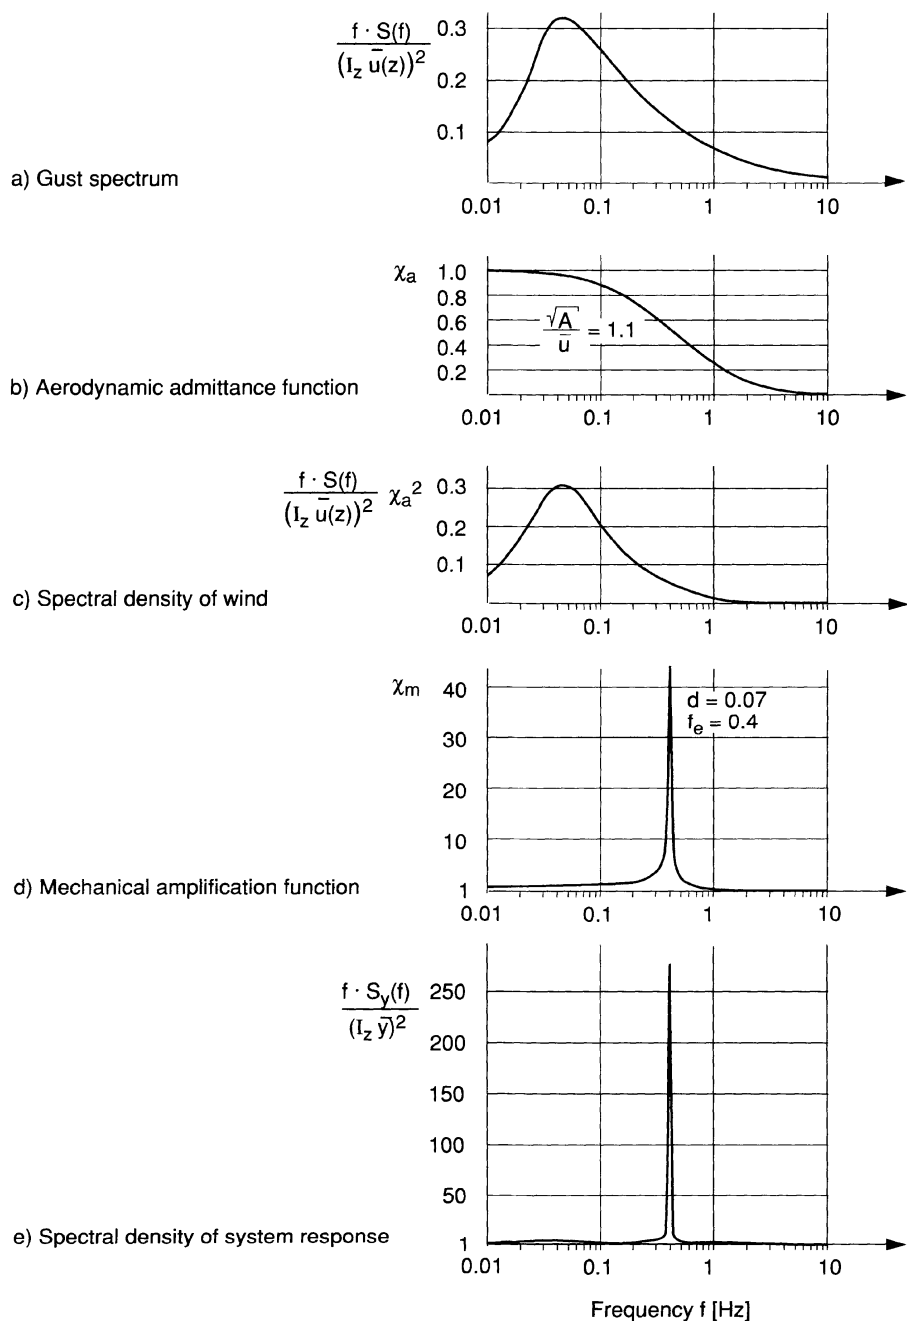 f · S(f)
(I_z ū(z))²
0.3
0.2
0.1
a) Gust spectrum
0.01 0.1 1 10
χₐ
1.0
0.8
0.6
0.4
0.2
√A
ū
= 1.1
b) Aerodynamic admittance function
0.01 0.1 1 10
f · S(f)
(I_z ū(z))²
χₐ²
0.3
0.2
0.1
c) Spectral density of wind
0.01 0.1 1 10
χₘ
40
30
20
10
1
d = 0.07
fₑ = 0.4
d) Mechanical amplification function
0.01 0.1 1 10
f · S_y(f)
(I_z ȳ)²
250
200
150
100
50
1
e) Spectral density of system response
0.01 0.1 1 10
Frequency f [Hz]